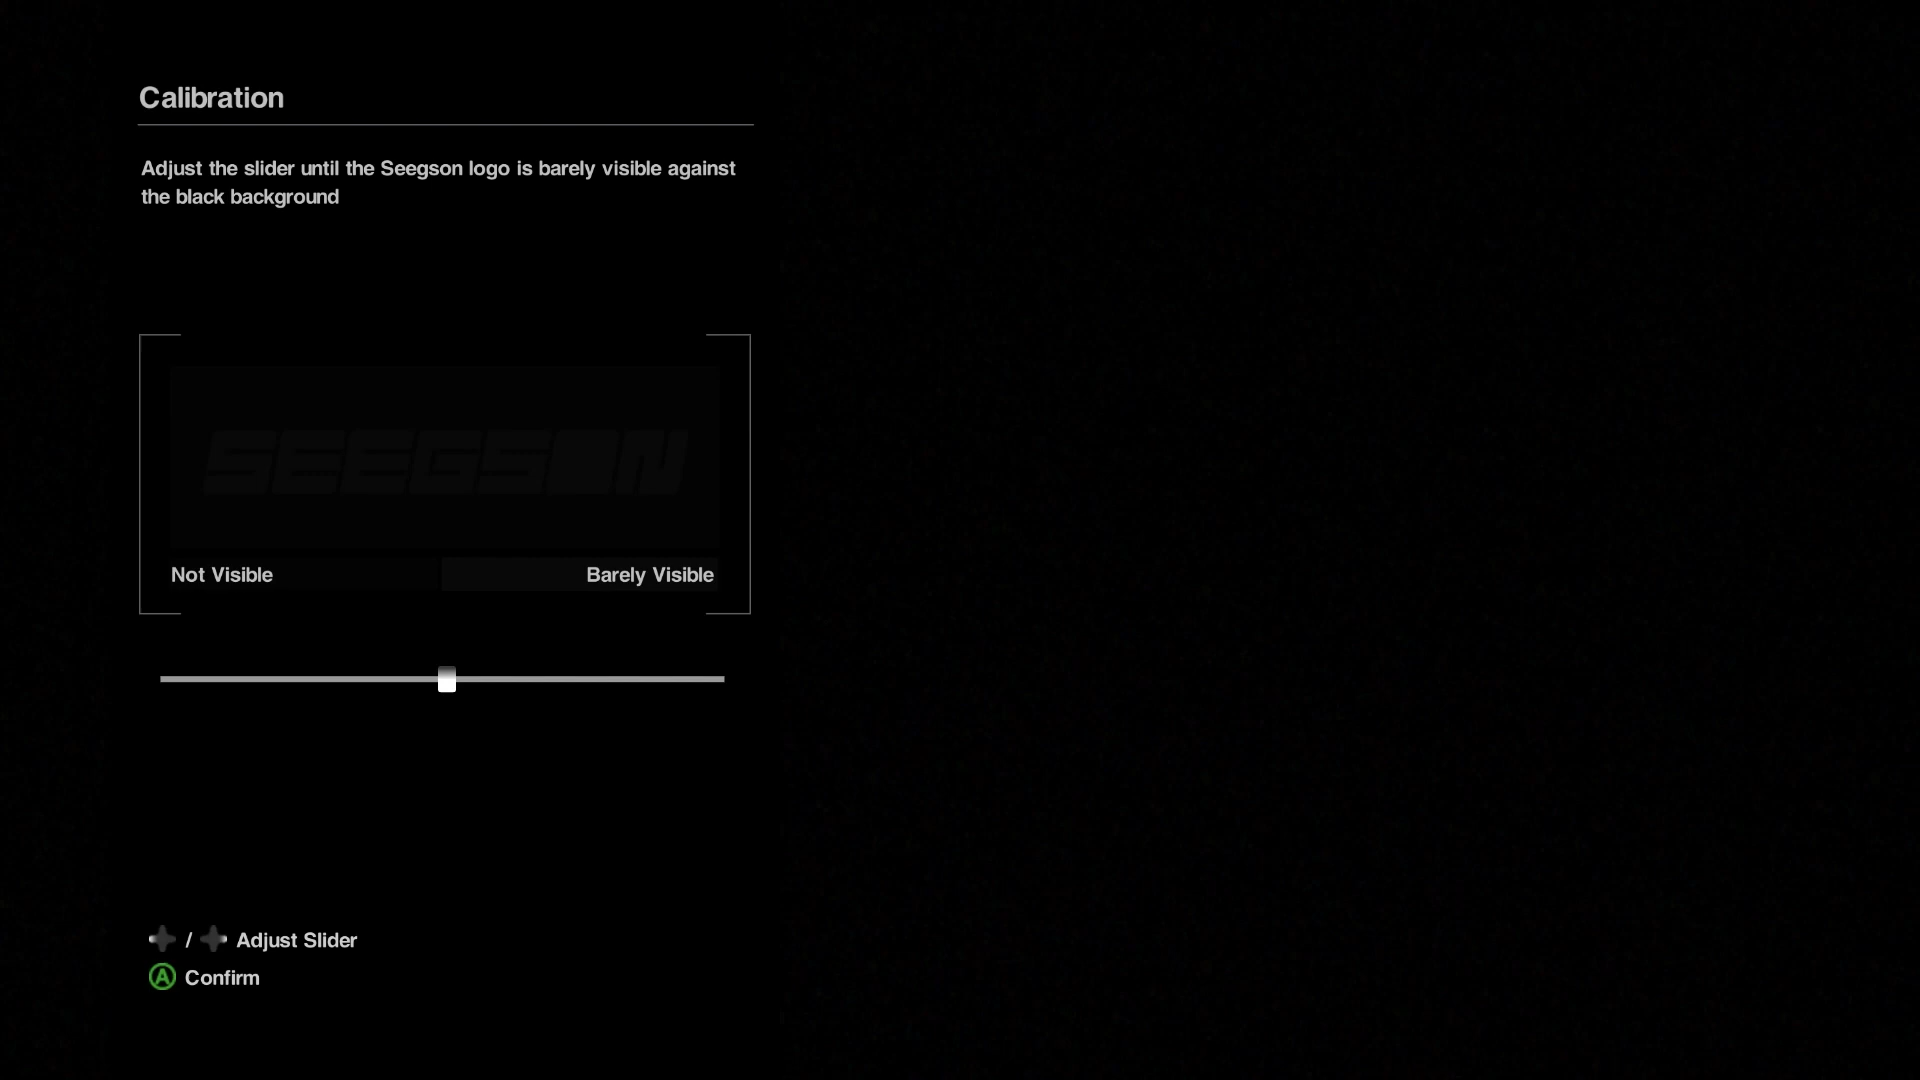 Calibration
Adjust the slider until the Seegson logo is barely visible against
the black background
SEEGSON
Not Visible
Barely Visible
/ Adjust Slider
A Confirm